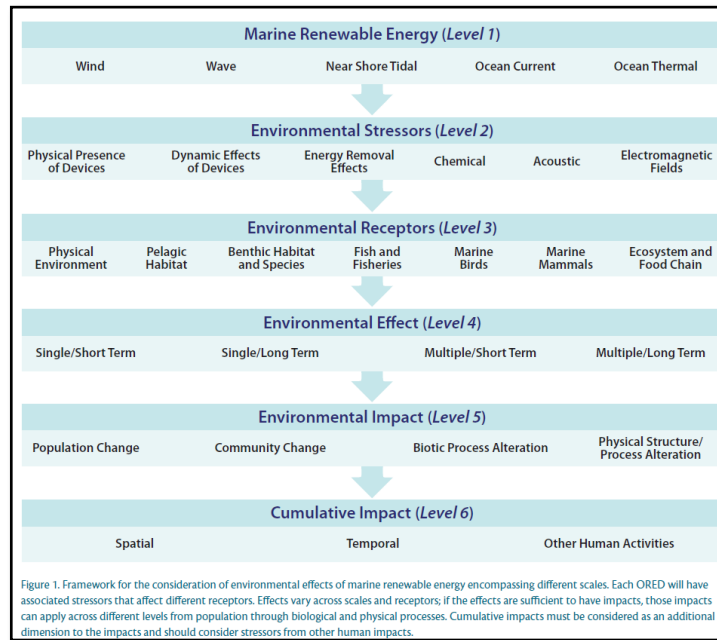 Marine Renewable Energy (Level 1)
Wind Wave Near Shore Tidal Ocean Current Ocean Thermal
Environmental Stressors (Level 2)
Physical Presence of Devices
Dynamic Effects of Devices
Energy Removal Effects
Chemical
Acoustic
Electromagnetic Fields
Environmental Receptors (Level 3)
Physical Environment
Pelagic Habitat
Benthic Habitat and Species
Fish and Fisheries
Marine Birds
Marine Mammals
Ecosystem and Food Chain
Environmental Effect (Level 4)
Single/Short Term Single/Long Term Multiple/Short Term Multiple/Long Term
Environmental Impact (Level 5)
Population Change
Community Change
Biotic Process Alteration
Physical Structure/
Process Alteration
Cumulative Impact (Level 6)
Spatial Temporal Other Human Activities
Figure 1. Framework for the consideration of environmental effects of marine renewable energy encompassing different scales. Each ORED will have
associated stressors that affect different receptors. Effects vary across scales and receptors; if the effects are sufficient to have impacts, those impacts
can apply across different levels from population through biological and physical processes. Cumulative impacts must be considered as an additional
dimension to the impacts and should consider stressors from other human impacts.